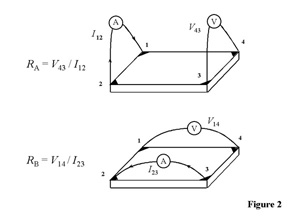 I12
A
V43
V
1
4
RA = V43 / I12
2
3
V14
V
1
4
RB = V14 / I23
A
I23
2
3
Figure 2